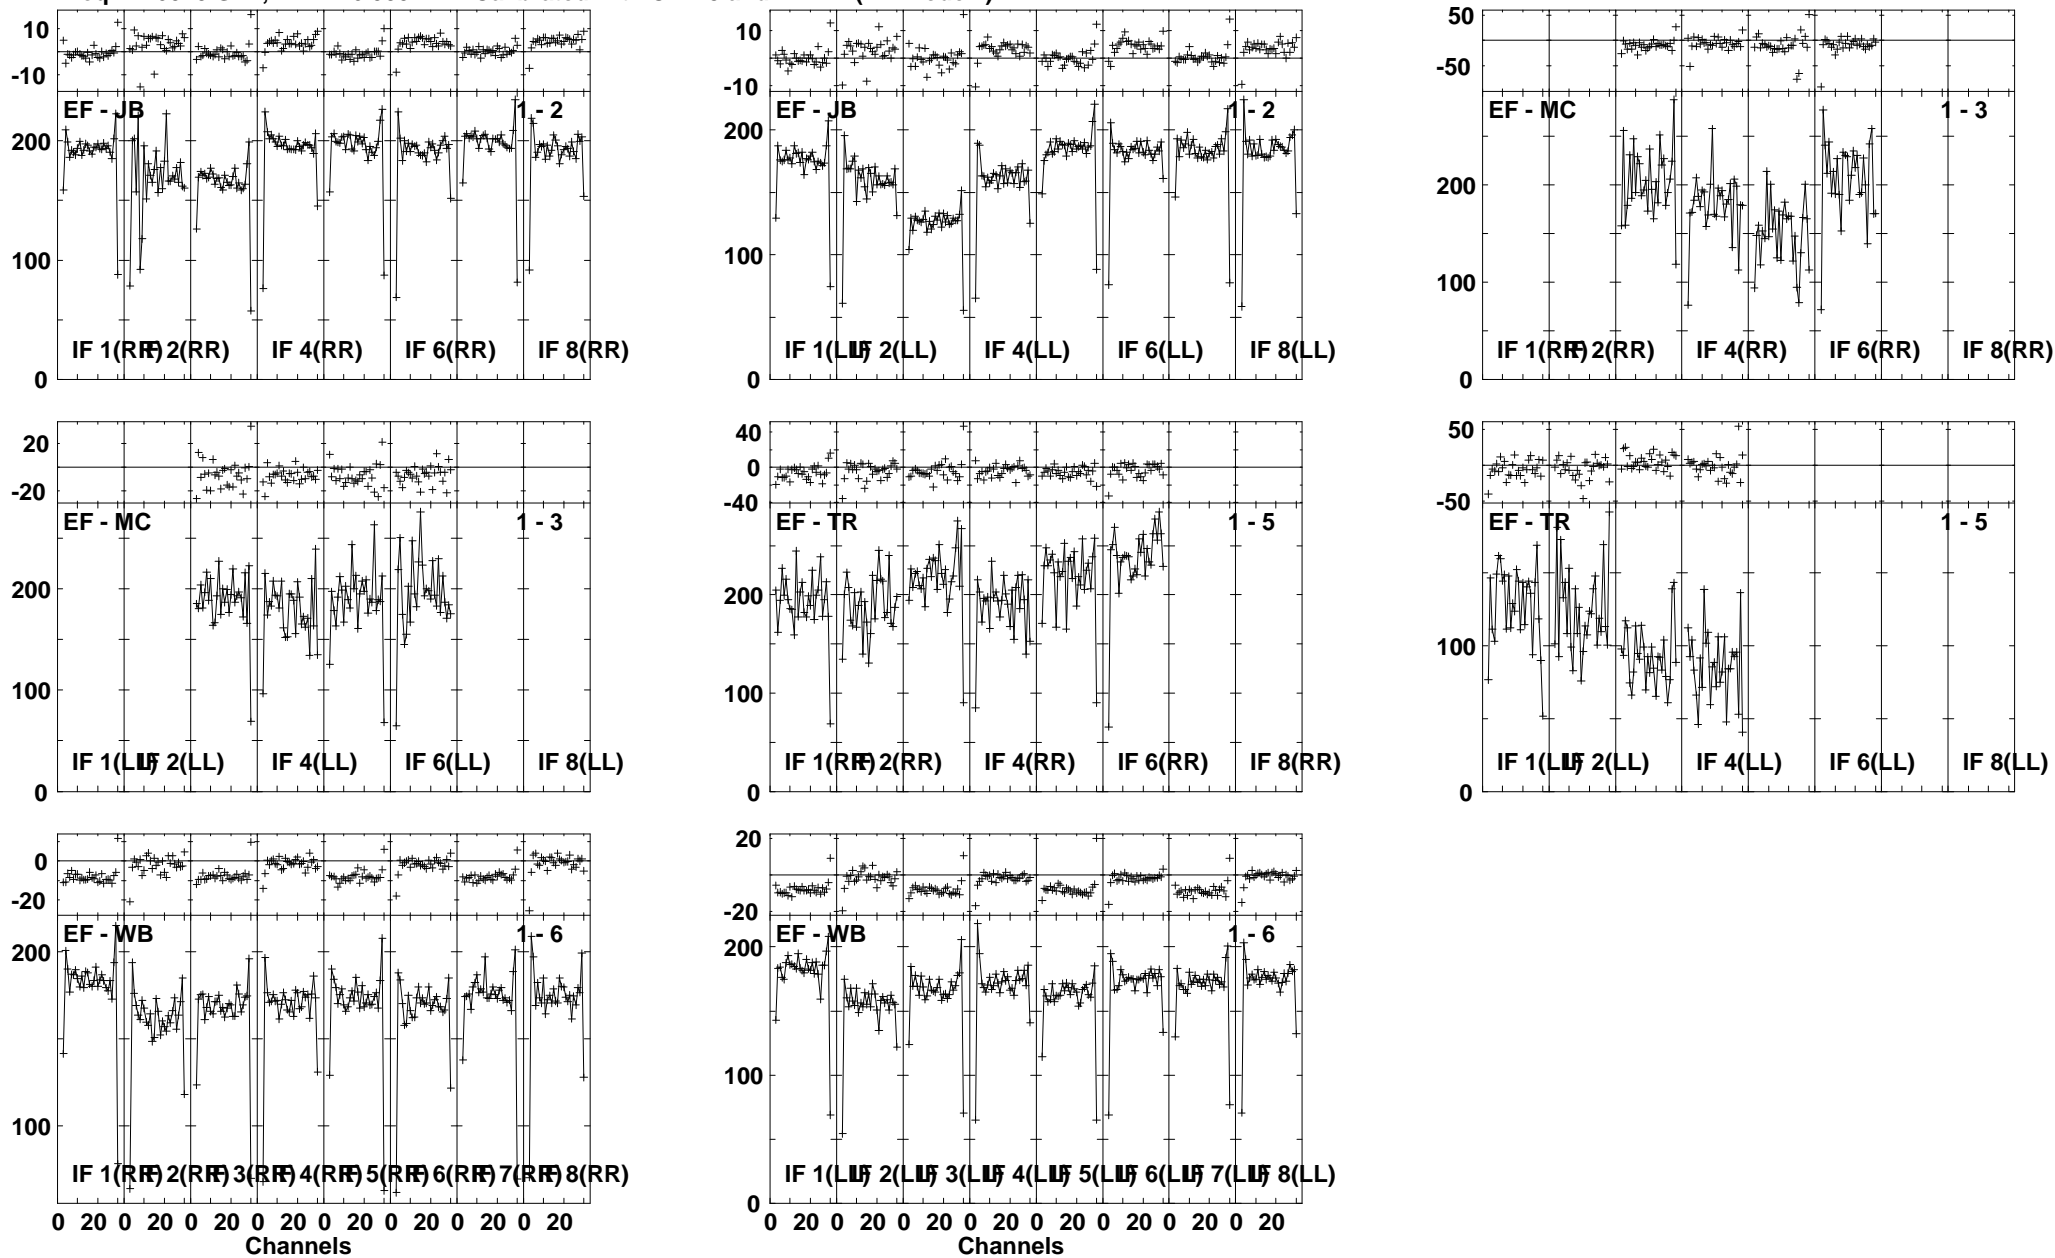 10
-10
EF - JB
1 - 2
200
100
0
IF 1(RR)
IF 2(RR)
IF 4(RR)
IF 6(RR)
IF 8(RR)
10
-10
EF - JB
1 - 2
200
100
0
IF 1(LL)
IF 2(LL)
IF 4(LL)
IF 6(LL)
IF 8(LL)
50
-50
EF - MC
1 - 3
200
100
0
IF 1(RR)
IF 2(RR)
IF 4(RR)
IF 6(RR)
IF 8(RR)
20
-20
EF - MC
1 - 3
200
100
0
IF 1(LL)
IF 2(LL)
IF 4(LL)
IF 6(LL)
IF 8(LL)
40
0
-40
EF - TR
1 - 5
200
100
0
IF 1(RR)
IF 2(RR)
IF 4(RR)
IF 6(RR)
IF 8(RR)
50
-50
EF - TR
1 - 5
100
0
IF 1(LL)
IF 2(LL)
IF 4(LL)
IF 6(LL)
IF 8(LL)
0
-20
EF - WB
1 - 6
200
100
IF 1(RR)
IF 2(RR)
IF 3(RR)
IF 4(RR)
IF 5(RR)
IF 6(RR)
IF 7(RR)
IF 8(RR)
0 20 0 20 0 20 0 20 0 20 0 20 0 20 0 20
Channels
20
-20
EF - WB
1 - 6
200
100
0
IF 1(LL)
IF 2(LL)
IF 3(LL)
IF 4(LL)
IF 5(LL)
IF 6(LL)
IF 7(LL)
IF 8(LL)
0 20 0 20 0 20 0 20 0 20 0 20 0 20 0 20
Channels